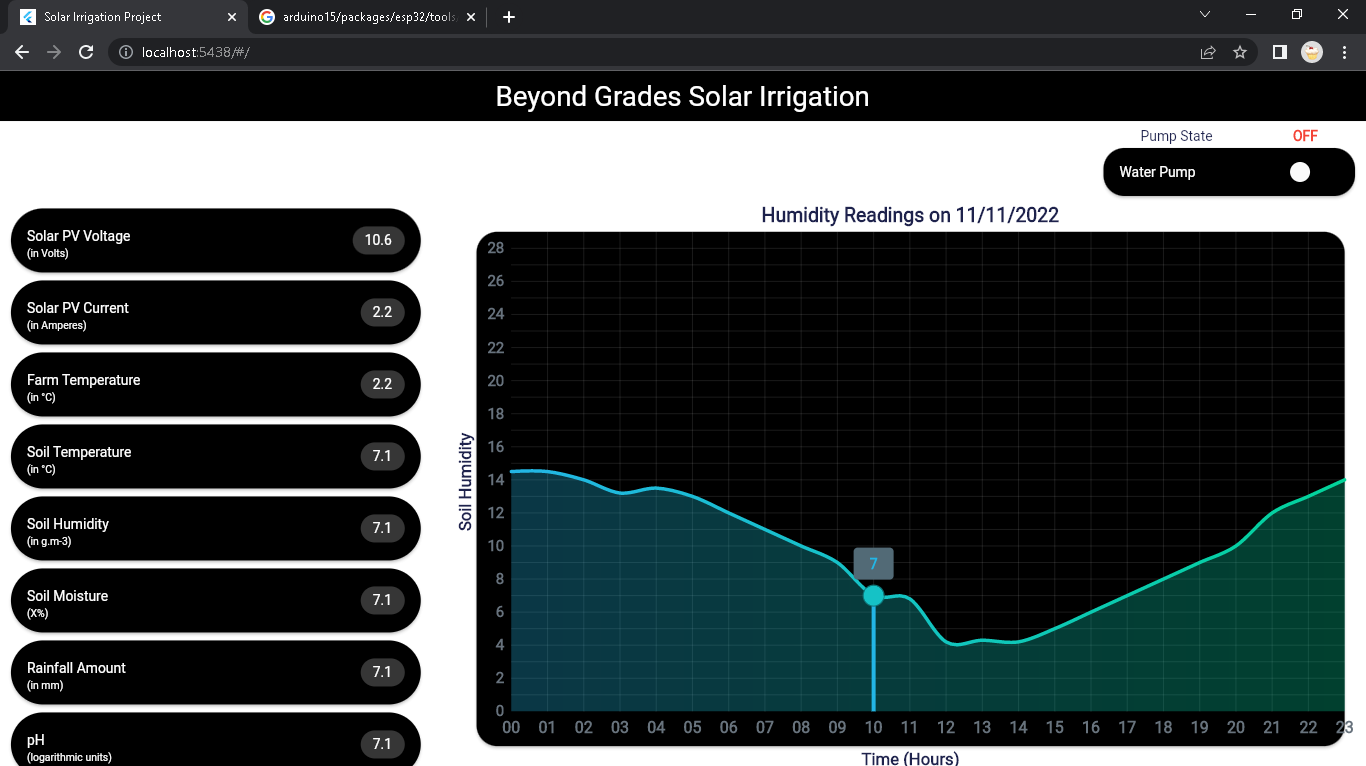 Solar Irrigation Project
arduino15/packages/esp32/tools
localhost:5438/#/
Beyond Grades Solar Irrigation
Pump State OFF
Water Pump
Solar PV Voltage
(in Volts)
10.6
Solar PV Current
(in Amperes)
2.2
Farm Temperature
(in °C)
2.2
Soil Temperature
(in °C)
7.1
Soil Humidity
(in g.m-3)
7.1
Soil Moisture
(X%)
7.1
Rainfall Amount
(in mm)
7.1
pH
(logarithmic units)
7.1
Humidity Readings on 11/11/2022
Soil Humidity
28
26
24
22
20
18
16
14
12
10
8
6
4
2
0
7
00 01 02 03 04 05 06 07 08 09 10 11 12 13 14 15 16 17 18 19 20 21 22 23
Time (Hours)